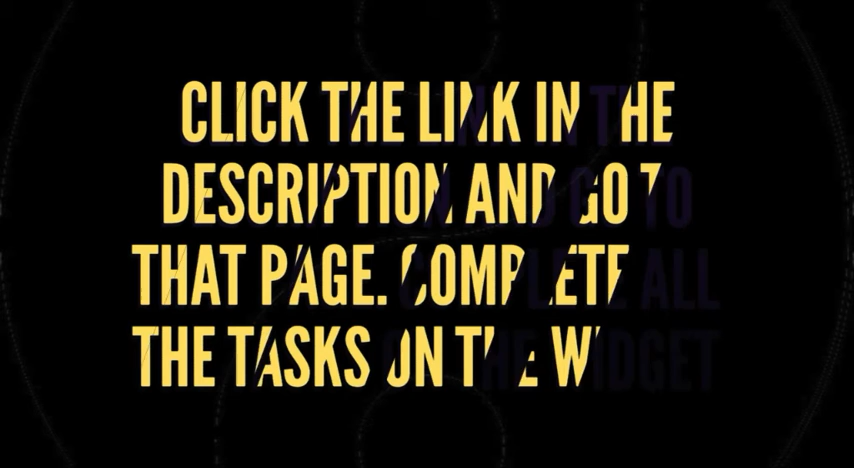 CLICK THE LINK IN THE
DESCRIPTION AND GO TO
THAT PAGE. COMPLETE ALL
THE TASKS ON THE WIDGET